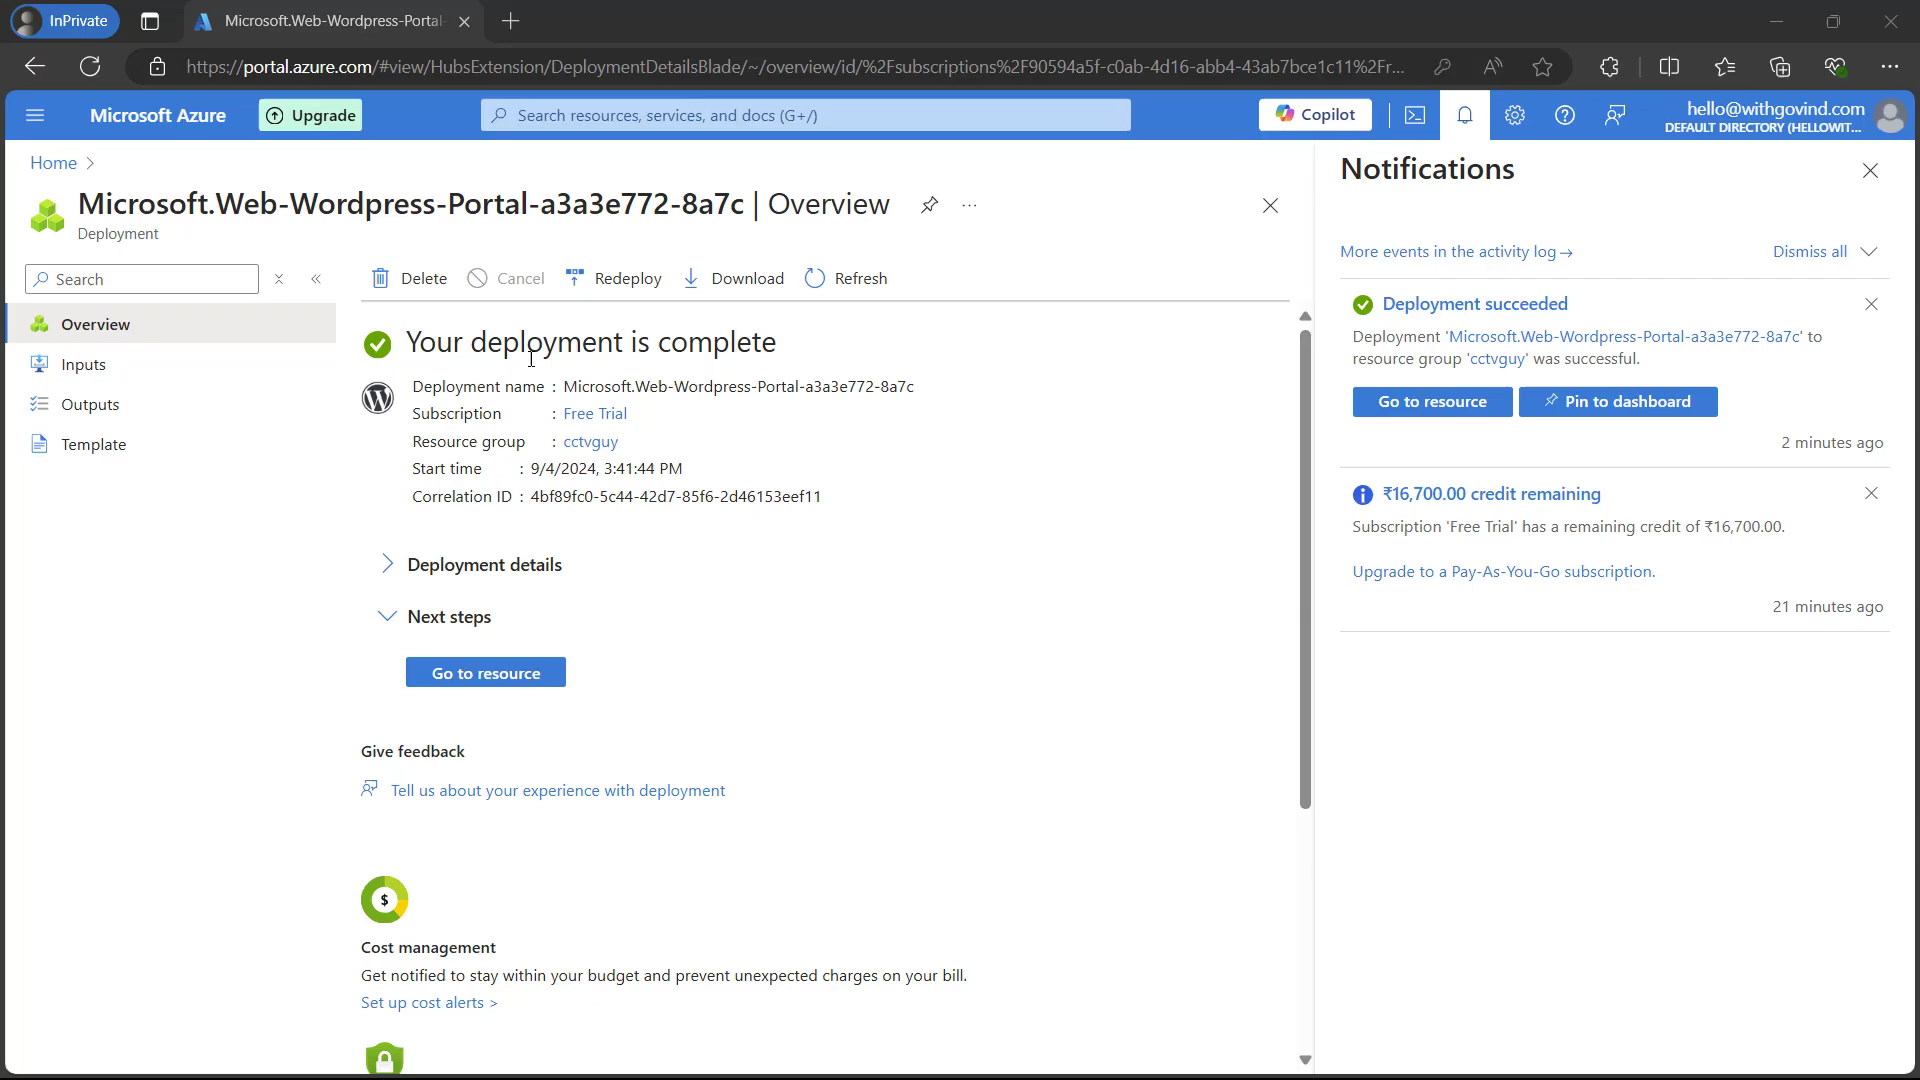 InPrivate
Microsoft.Web-Wordpress-Portal-
https://portal.azure.com/#view/HubsExtension/DeploymentDetailsBlade/~/overview/id/%2Fsubscriptions%2F90594a5f-c0ab-4d16-abb4-43ab7bce1c11%2Fr...
Microsoft Azure
Upgrade
Search resources, services, and docs (G+/)
Copilot
hello@withgovind.com
DEFAULT DIRECTORY (HELLOWIT...
Home
Microsoft.Web-Wordpress-Portal-a3a3e772-8a7c | Overview
Deployment
Search
Overview
Inputs
Outputs
Template
Delete
Cancel
Redeploy
Download
Refresh
Your deployment is complete
Deployment name : Microsoft.Web-Wordpress-Portal-a3a3e772-8a7c
Subscription : Free Trial
Resource group : cctvguy
Start time : 9/4/2024, 3:41:44 PM
Correlation ID : 4bf89fc0-5c44-42d7-85f6-2d46153eef11
Deployment details
Next steps
Go to resource
Give feedback
Tell us about your experience with deployment
$
Cost management
Get notified to stay within your budget and prevent unexpected charges on your bill.
Set up cost alerts >
Notifications
More events in the activity log→
Dismiss all
Deployment succeeded
Deployment 'Microsoft.Web-Wordpress-Portal-a3a3e772-8a7c' to
resource group 'cctvguy' was successful.
Go to resource
Pin to dashboard
2 minutes ago
₹16,700.00 credit remaining
Subscription 'Free Trial' has a remaining credit of ₹16,700.00.
Upgrade to a Pay-As-You-Go subscription.
21 minutes ago